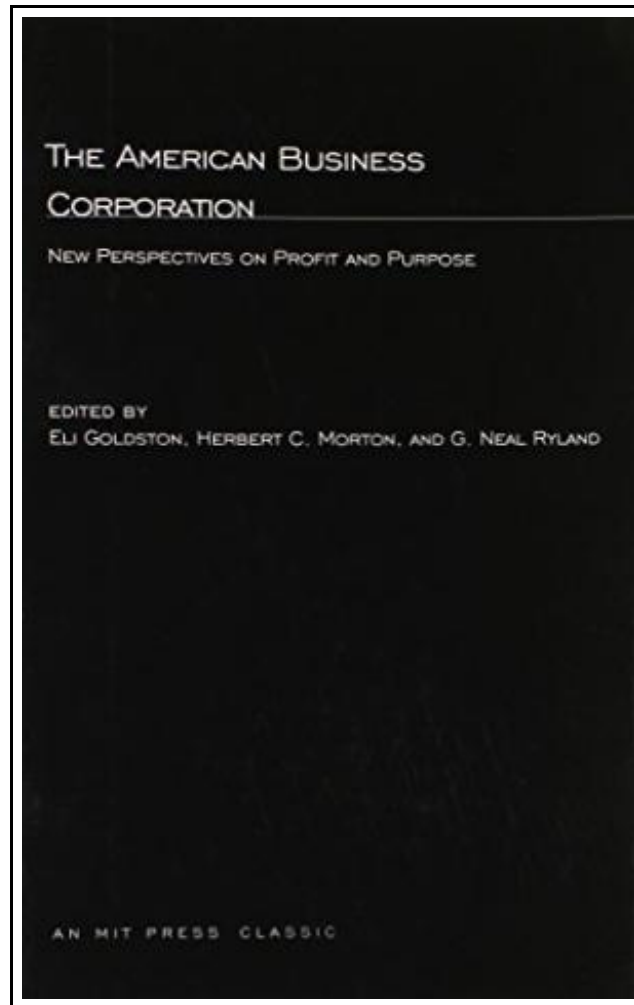 THE AMERICAN BUSINESS
CORPORATION
NEW PERSPECTIVES ON PROFIT AND PURPOSE
EDITED BY
ELI GOLDSTON, HERBERT C. MORTON, AND G. NEAL RYLAND
AN MIT PRESS CLASSIC